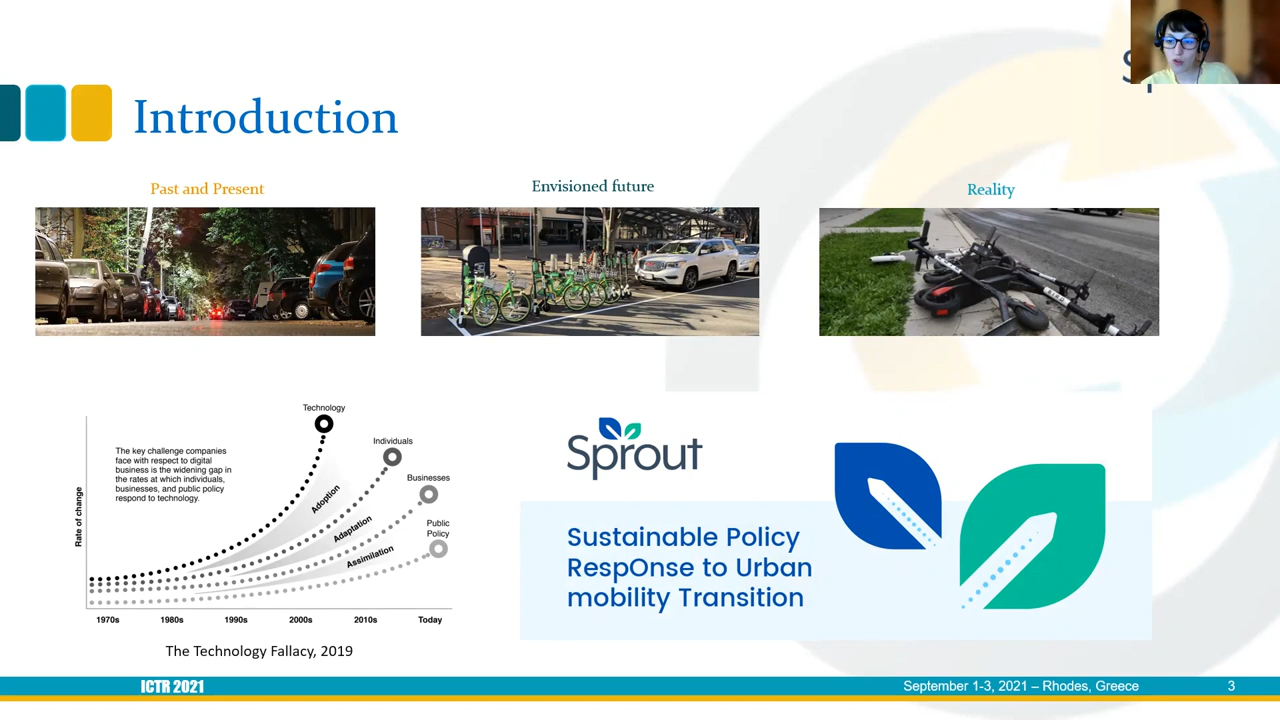 Introduction
Past and Present
Envisioned future
Reality
Technology
Individuals
Businesses
Public
Policy
The key challenge companies
face with respect to digital
business is the widening gap in
the rates at which individuals,
businesses, and public policy
respond to technology.
Adoption
Adaptation
Assimilation
Rate of change
1970s 1980s 1990s 2000s 2010s Today
The Technology Fallacy, 2019
Sprout
Sustainable Policy
RespOnse to Urban
mobility Transition
ICTR 2021
September 1-3, 2021 – Rhodes, Greece
3